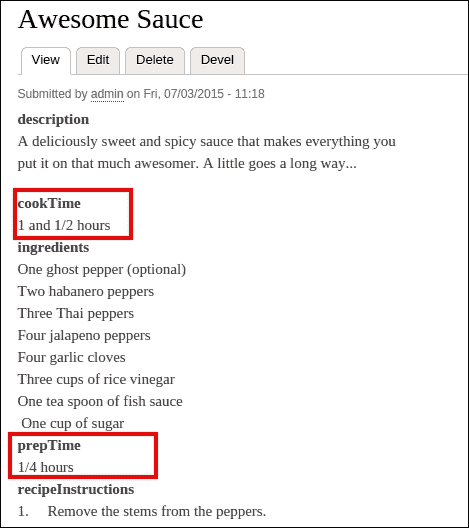 Awesome Sauce
View Edit Delete Devel
Submitted by admin on Fri, 07/03/2015 - 11:18
description
A deliciously sweet and spicy sauce that makes everything you
put it on that much awesomer. A little goes a long way...
cookTime
1 and 1/2 hours
ingredients
One ghost pepper (optional)
Two habanero peppers
Three Thai peppers
Four jalapeno peppers
Four garlic cloves
Three cups of rice vinegar
One tea spoon of fish sauce
One cup of sugar
prepTime
1/4 hours
recipeInstructions
1. Remove the stems from the peppers.